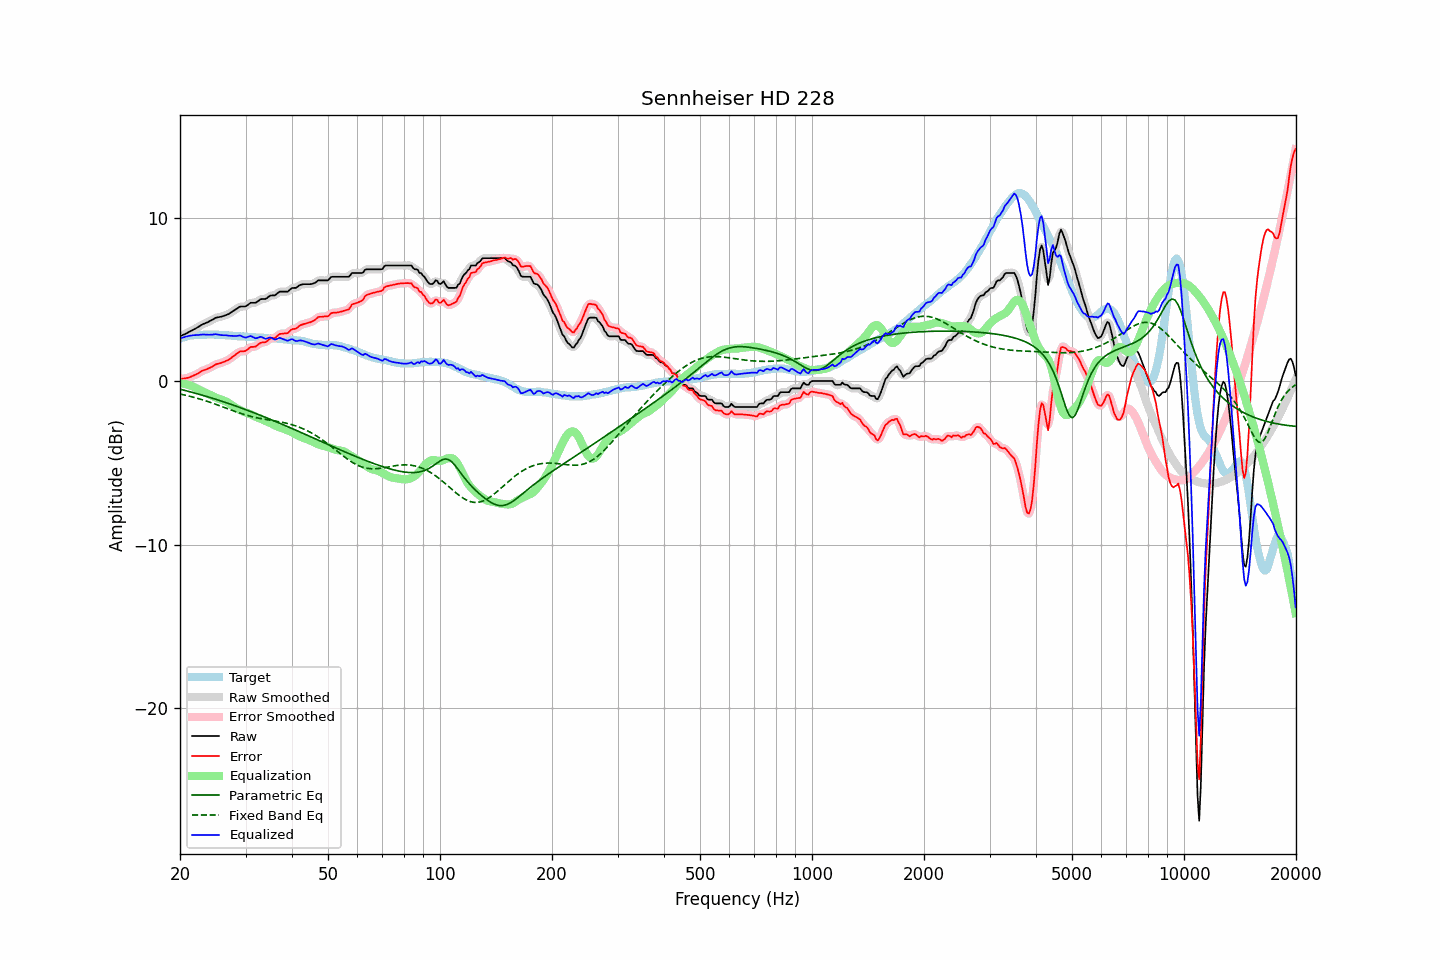 Sennheiser HD 228
Amplitude (dBr)
10
0
−10
−20
Target
Raw Smoothed
Error Smoothed
Raw
Error
Equalization
Parametric Eq
Fixed Band Eq
Equalized
20 50 100 200 500 1000 2000 5000 10000 20000
Frequency (Hz)